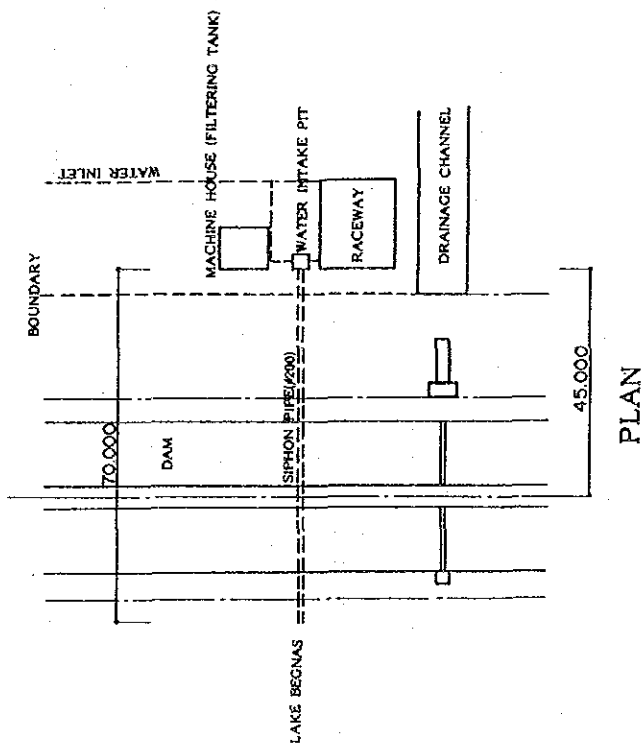 WATER INLET
MACHINE HOUSE (FILTERING TANK)
BOUNDARY
WATER INTAKE PIT
RACEWAY
DRAINAGE CHANNEL
70.000
DAM
SIPHON PIPE(ø200)
45.000
LAKE BEGNAS
PLAN